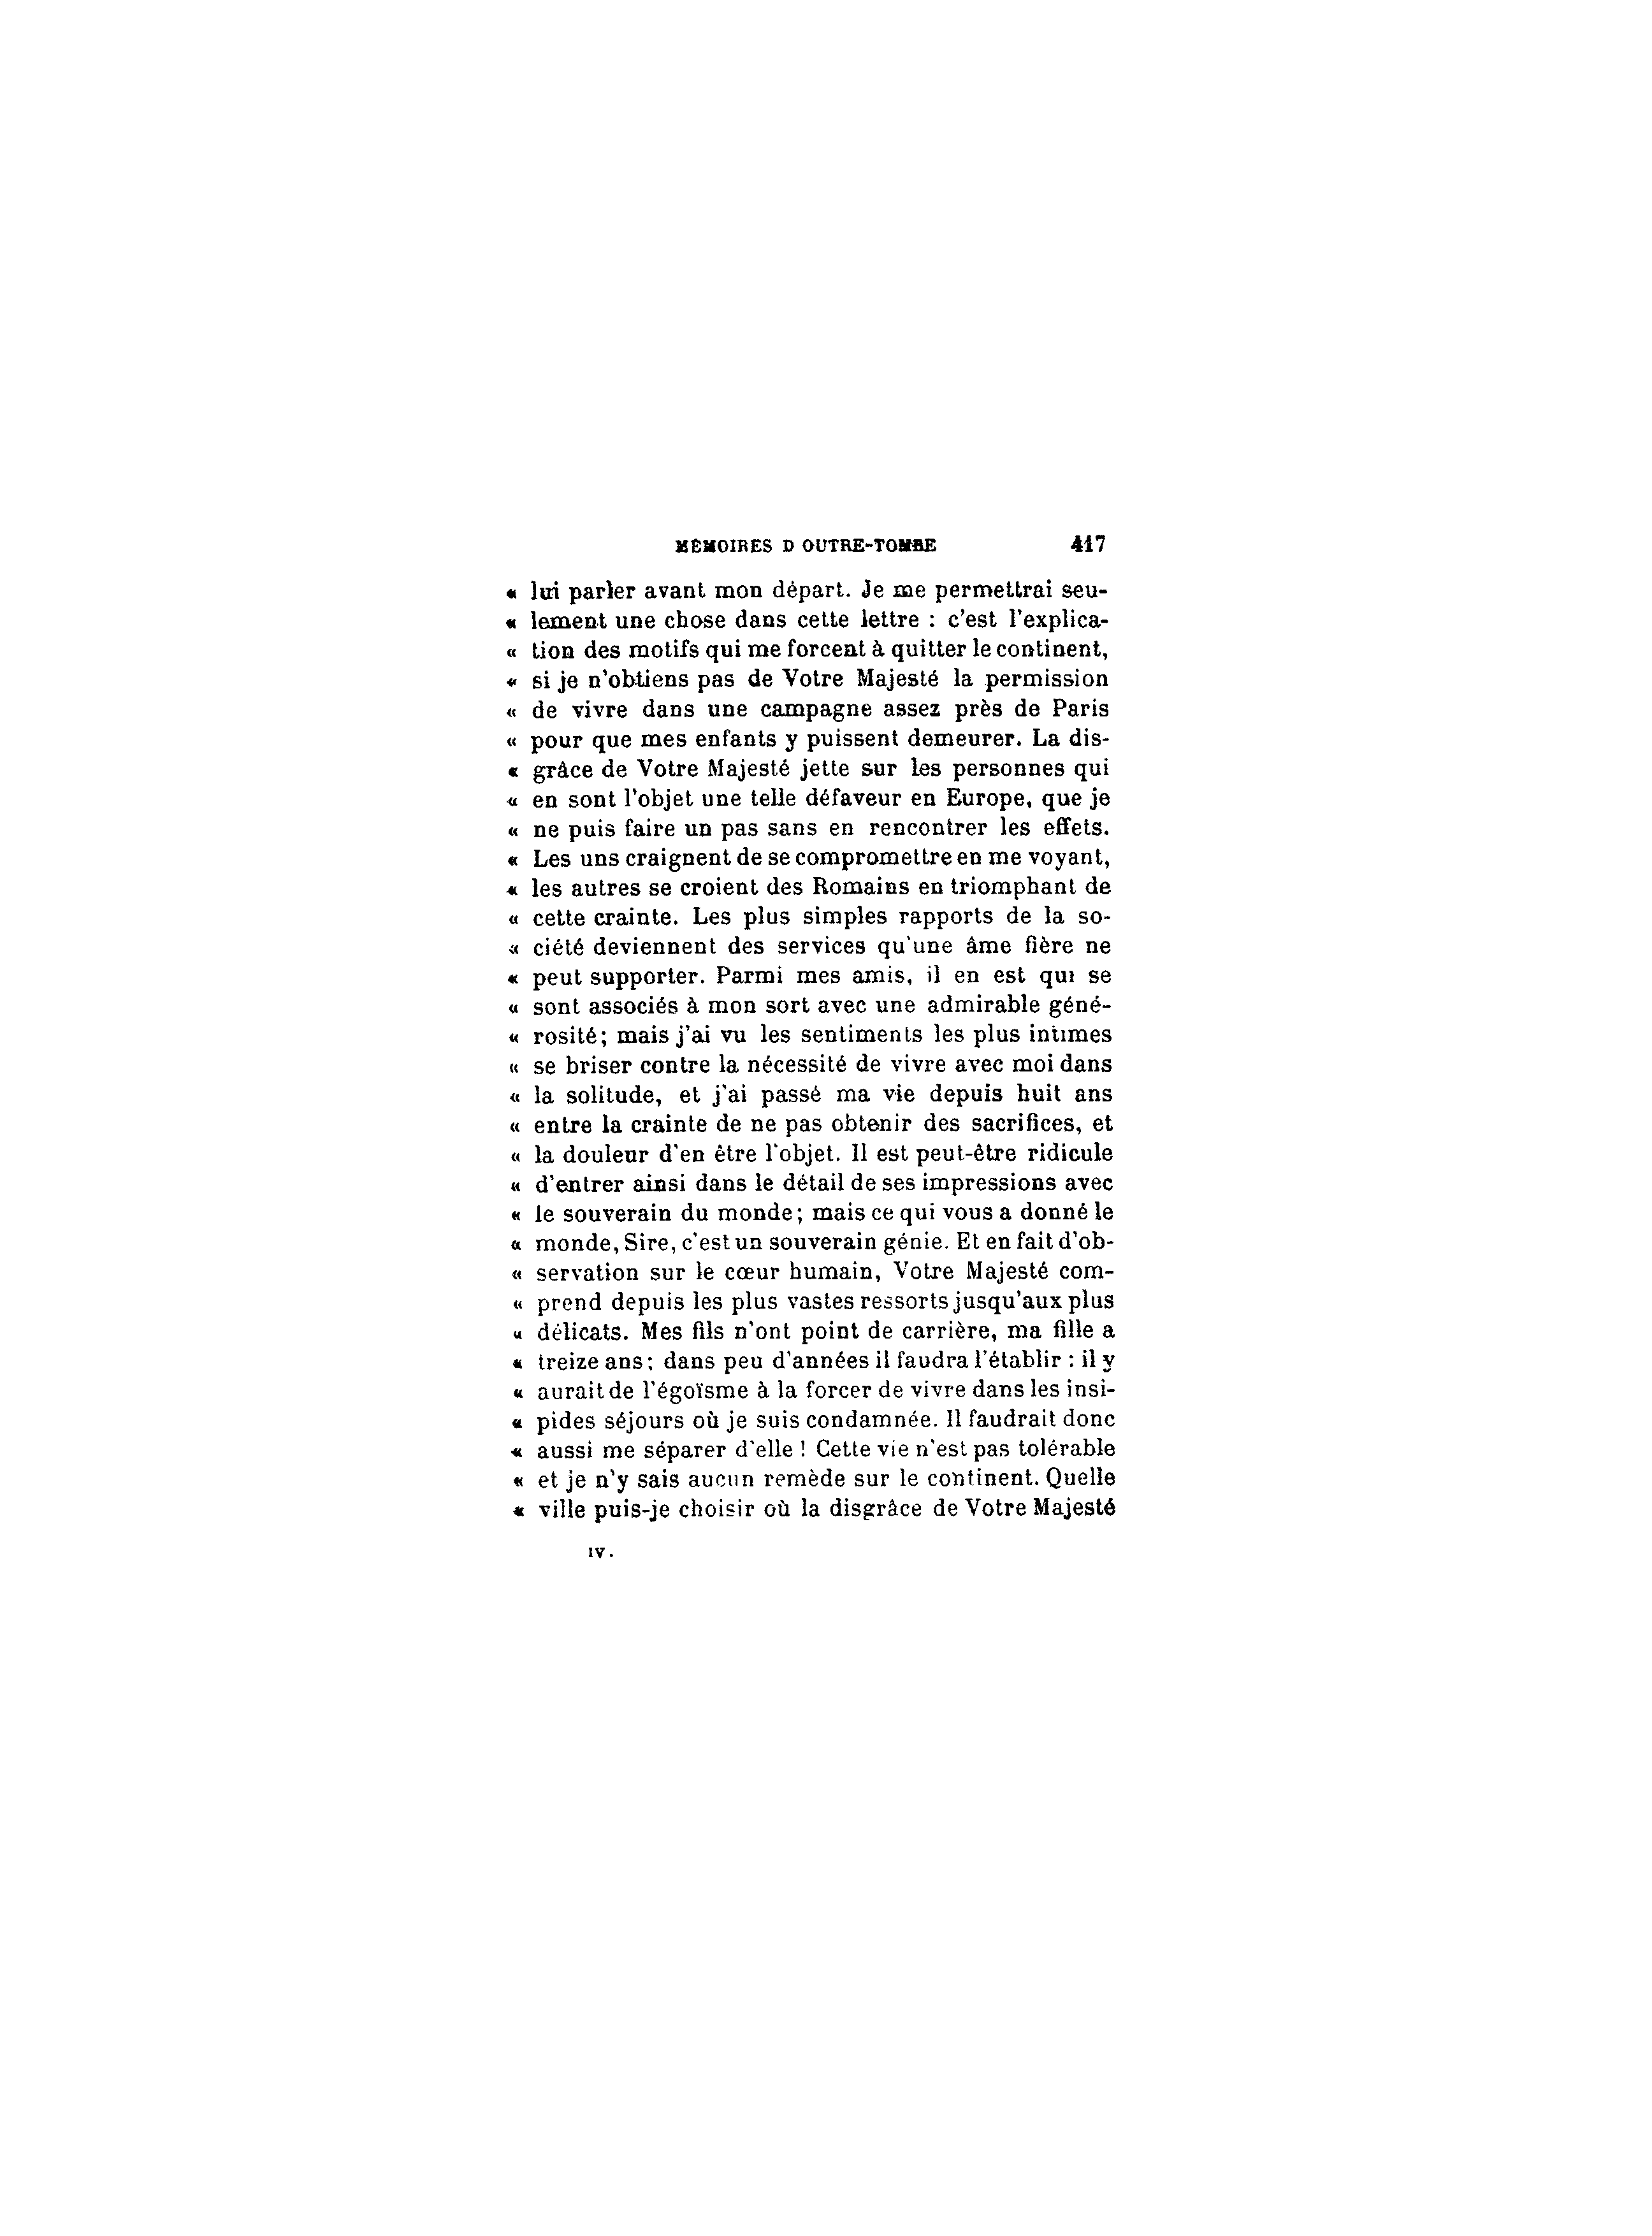 MÉMOIRES D OUTRE-TOMBE 417
« lui parler avant mon départ. Je me permettrai seu-
« lement une chose dans cette lettre : c'est l'explica-
« tion des motifs qui me forcent à quitter le continent,
« si je n'obtiens pas de Votre Majesté la permission
« de vivre dans une campagne assez près de Paris
« pour que mes enfants y puissent demeurer. La dis-
« grâce de Votre Majesté jette sur les personnes qui
« en sont l'objet une telle défaveur en Europe, que je
« ne puis faire un pas sans en rencontrer les effets.
« Les uns craignent de se compromettre en me voyant,
« les autres se croient des Romains en triomphant de
« cette crainte. Les plus simples rapports de la so-
« ciété deviennent des services qu'une âme fière ne
« peut supporter. Parmi mes amis, il en est qui se
« sont associés à mon sort avec une admirable géné-
« rosité; mais j'ai vu les sentiments les plus intimes
« se briser contre la nécessité de vivre avec moi dans
« la solitude, et j'ai passé ma vie depuis huit ans
« entre la crainte de ne pas obtenir des sacrifices, et
« la douleur d'en être l'objet. Il est peut-être ridicule
« d'entrer ainsi dans le détail de ses impressions avec
« le souverain du monde; mais ce qui vous a donné le
« monde, Sire, c'est un souverain génie. Et en fait d'ob-
« servation sur le cœur humain, Votre Majesté com-
« prend depuis les plus vastes ressorts jusqu'aux plus
« délicats. Mes fils n'ont point de carrière, ma fille a
« treize ans; dans peu d'années il faudra l'établir : il y
« aurait de l'égoïsme à la forcer de vivre dans les insi-
« pides séjours où je suis condamnée. Il faudrait donc
« aussi me séparer d'elle ! Cette vie n'est pas tolérable
« et je n'y sais aucun remède sur le continent. Quelle
« ville puis-je choisir où la disgrâce de Votre Majesté
IV.